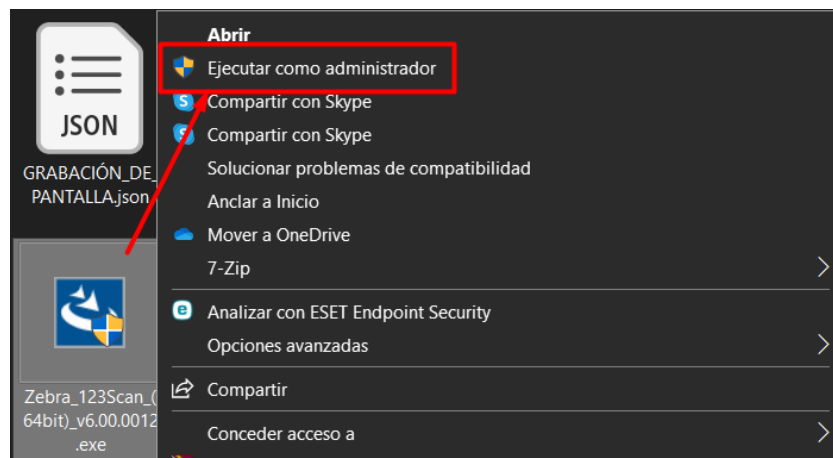 JSON
GRABACIÓN_DE_
PANTALLA.json
Zebra_123Scan_(
64bit)_v6.00.0012
.exe
Abrir
Ejecutar como administrador
Compartir con Skype
Compartir con Skype
Solucionar problemas de compatibilidad
Anclar a Inicio
Mover a OneDrive
7-Zip
Analizar con ESET Endpoint Security
Opciones avanzadas
Compartir
Conceder acceso a